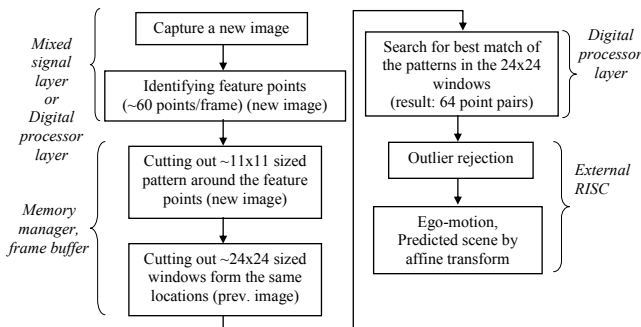 Mixed
signal
layer
or
Digital
processor
layer
Capture a new image
Identifying feature points
(~60 points/frame) (new image)
Memory
manager,
frame buffer
Cutting out ~11x11 sized
pattern around the feature
points (new image)
Cutting out ~24x24 sized
windows form the same
locations (prev. image)
Search for best match of
the patterns in the 24x24
windows
(result: 64 point pairs)
Digital
processor
layer
Outlier rejection
Ego-motion,
Predicted scene by
affine transform
External
RISC